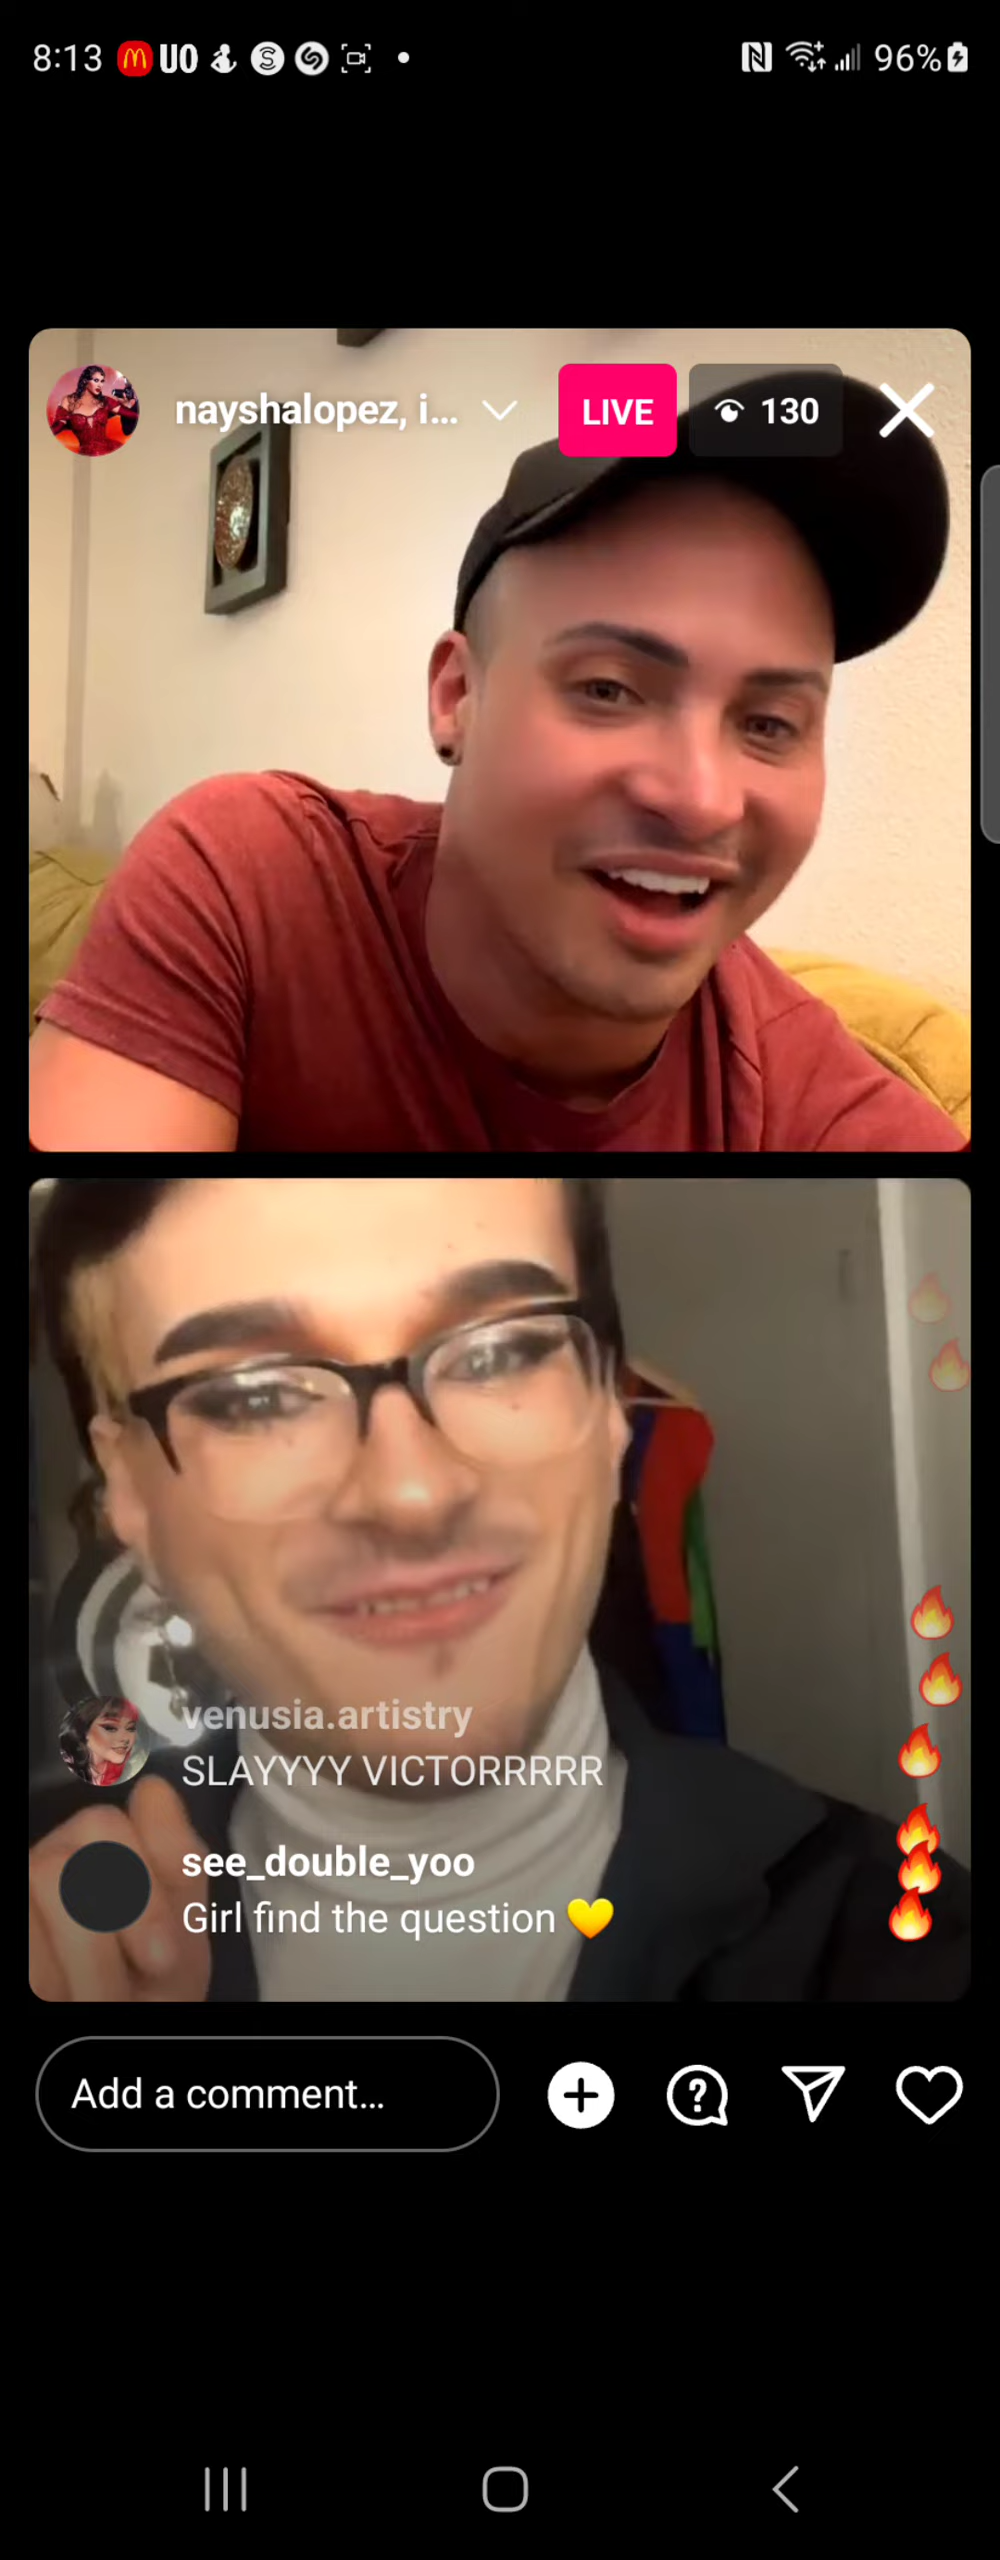 8:13
UO
96%
nayshalopez, i...
LIVE
130
venusia.artistry
SLAYYYY VICTORRRRR
see_double_yoo
Girl find the question 💛
Add a comment...